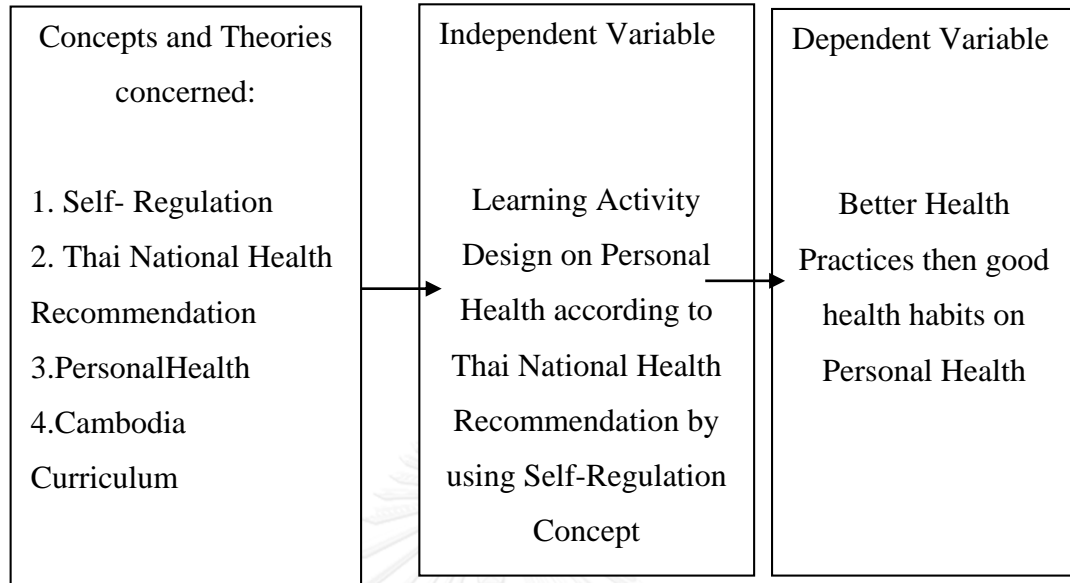 Concepts and Theories
concerned:
1. Self- Regulation
2. Thai National Health
Recommendation
3.PersonalHealth
4.Cambodia
Curriculum
Independent Variable
Learning Activity
Design on Personal
Health according to
Thai National Health
Recommendation by
using Self-Regulation
Concept
Dependent Variable
Better Health
Practices then good
health habits on
Personal Health